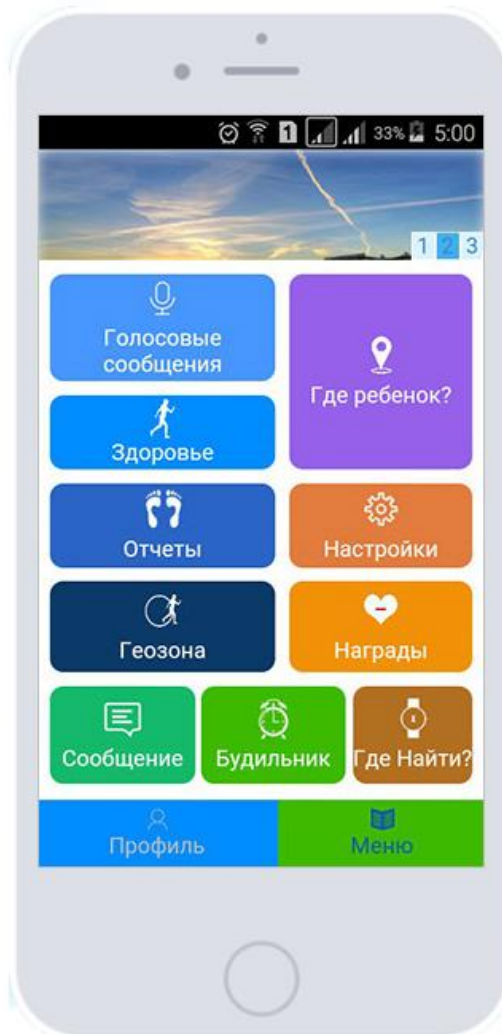 1 33% 5:00
1 2 3
Голосовые
сообщения
Где ребенок?
Здоровье
Отчеты
Настройки
Геозона
Награды
Сообщение
Будильник
Где Найти?
Профиль
Меню